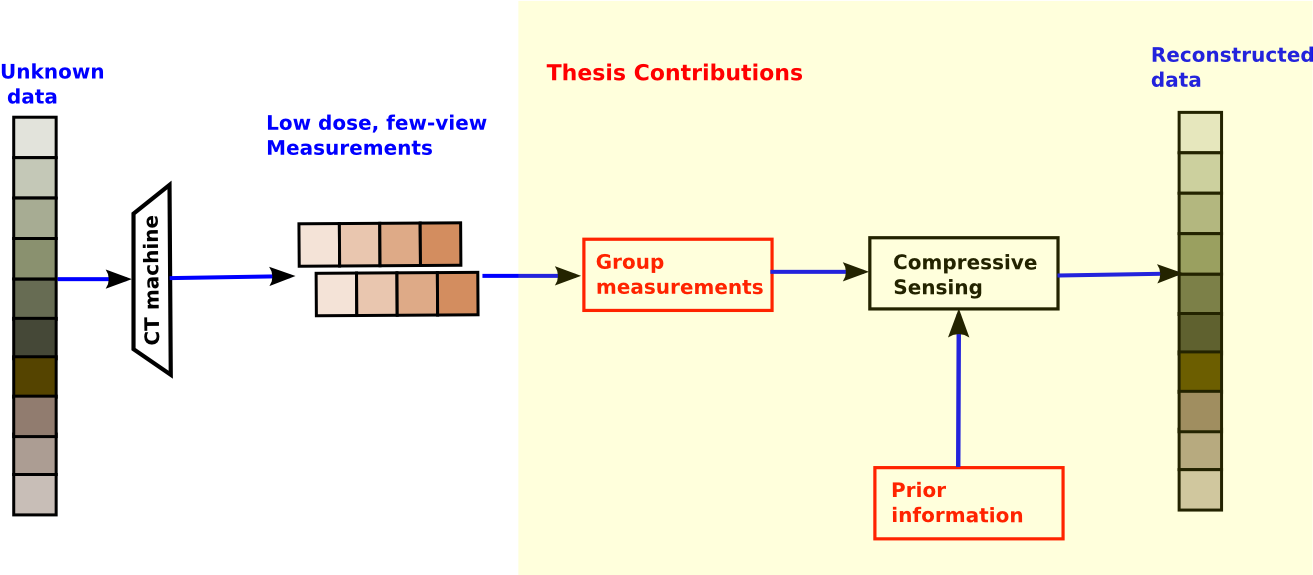 Unknown
data
CT machine
Low dose, few-view
Measurements
Thesis Contributions
Group
measurements
Compressive
Sensing
Prior
information
Reconstructed
data